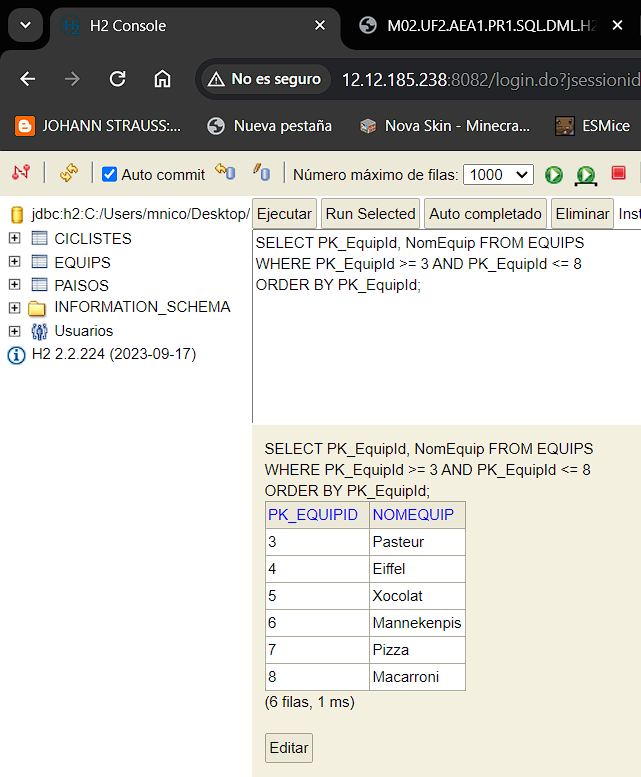 H2 Console
M02.UF2.AEA1.PR1.SQL.DML.H2
No es seguro
12.12.185.238:8082/login.do?jsessionid
JOHANN STRAUSS:...
Nueva pestaña
Nova Skin - Minecra...
ESMice
Auto commit
Número máximo de filas:
1000
jdbc:h2:C:/Users/mnico/Desktop/
Ejecutar
Run Selected
Auto completado
Eliminar
Inst
CICLISTES
EQUIPS
PAISOS
INFORMATION_SCHEMA
Usuarios
H2 2.2.224 (2023-09-17)
SELECT PK_EquipId, NomEquip FROM EQUIPS
WHERE PK_EquipId >= 3 AND PK_EquipId <= 8
ORDER BY PK_EquipId;
SELECT PK_EquipId, NomEquip FROM EQUIPS
WHERE PK_EquipId >= 3 AND PK_EquipId <= 8
ORDER BY PK_EquipId;
PK_EQUIPID NOMEQUIP
3 Pasteur
4 Eiffel
5 Xocolat
6 Mannekenpis
7 Pizza
8 Macarroni
(6 filas, 1 ms)
Editar